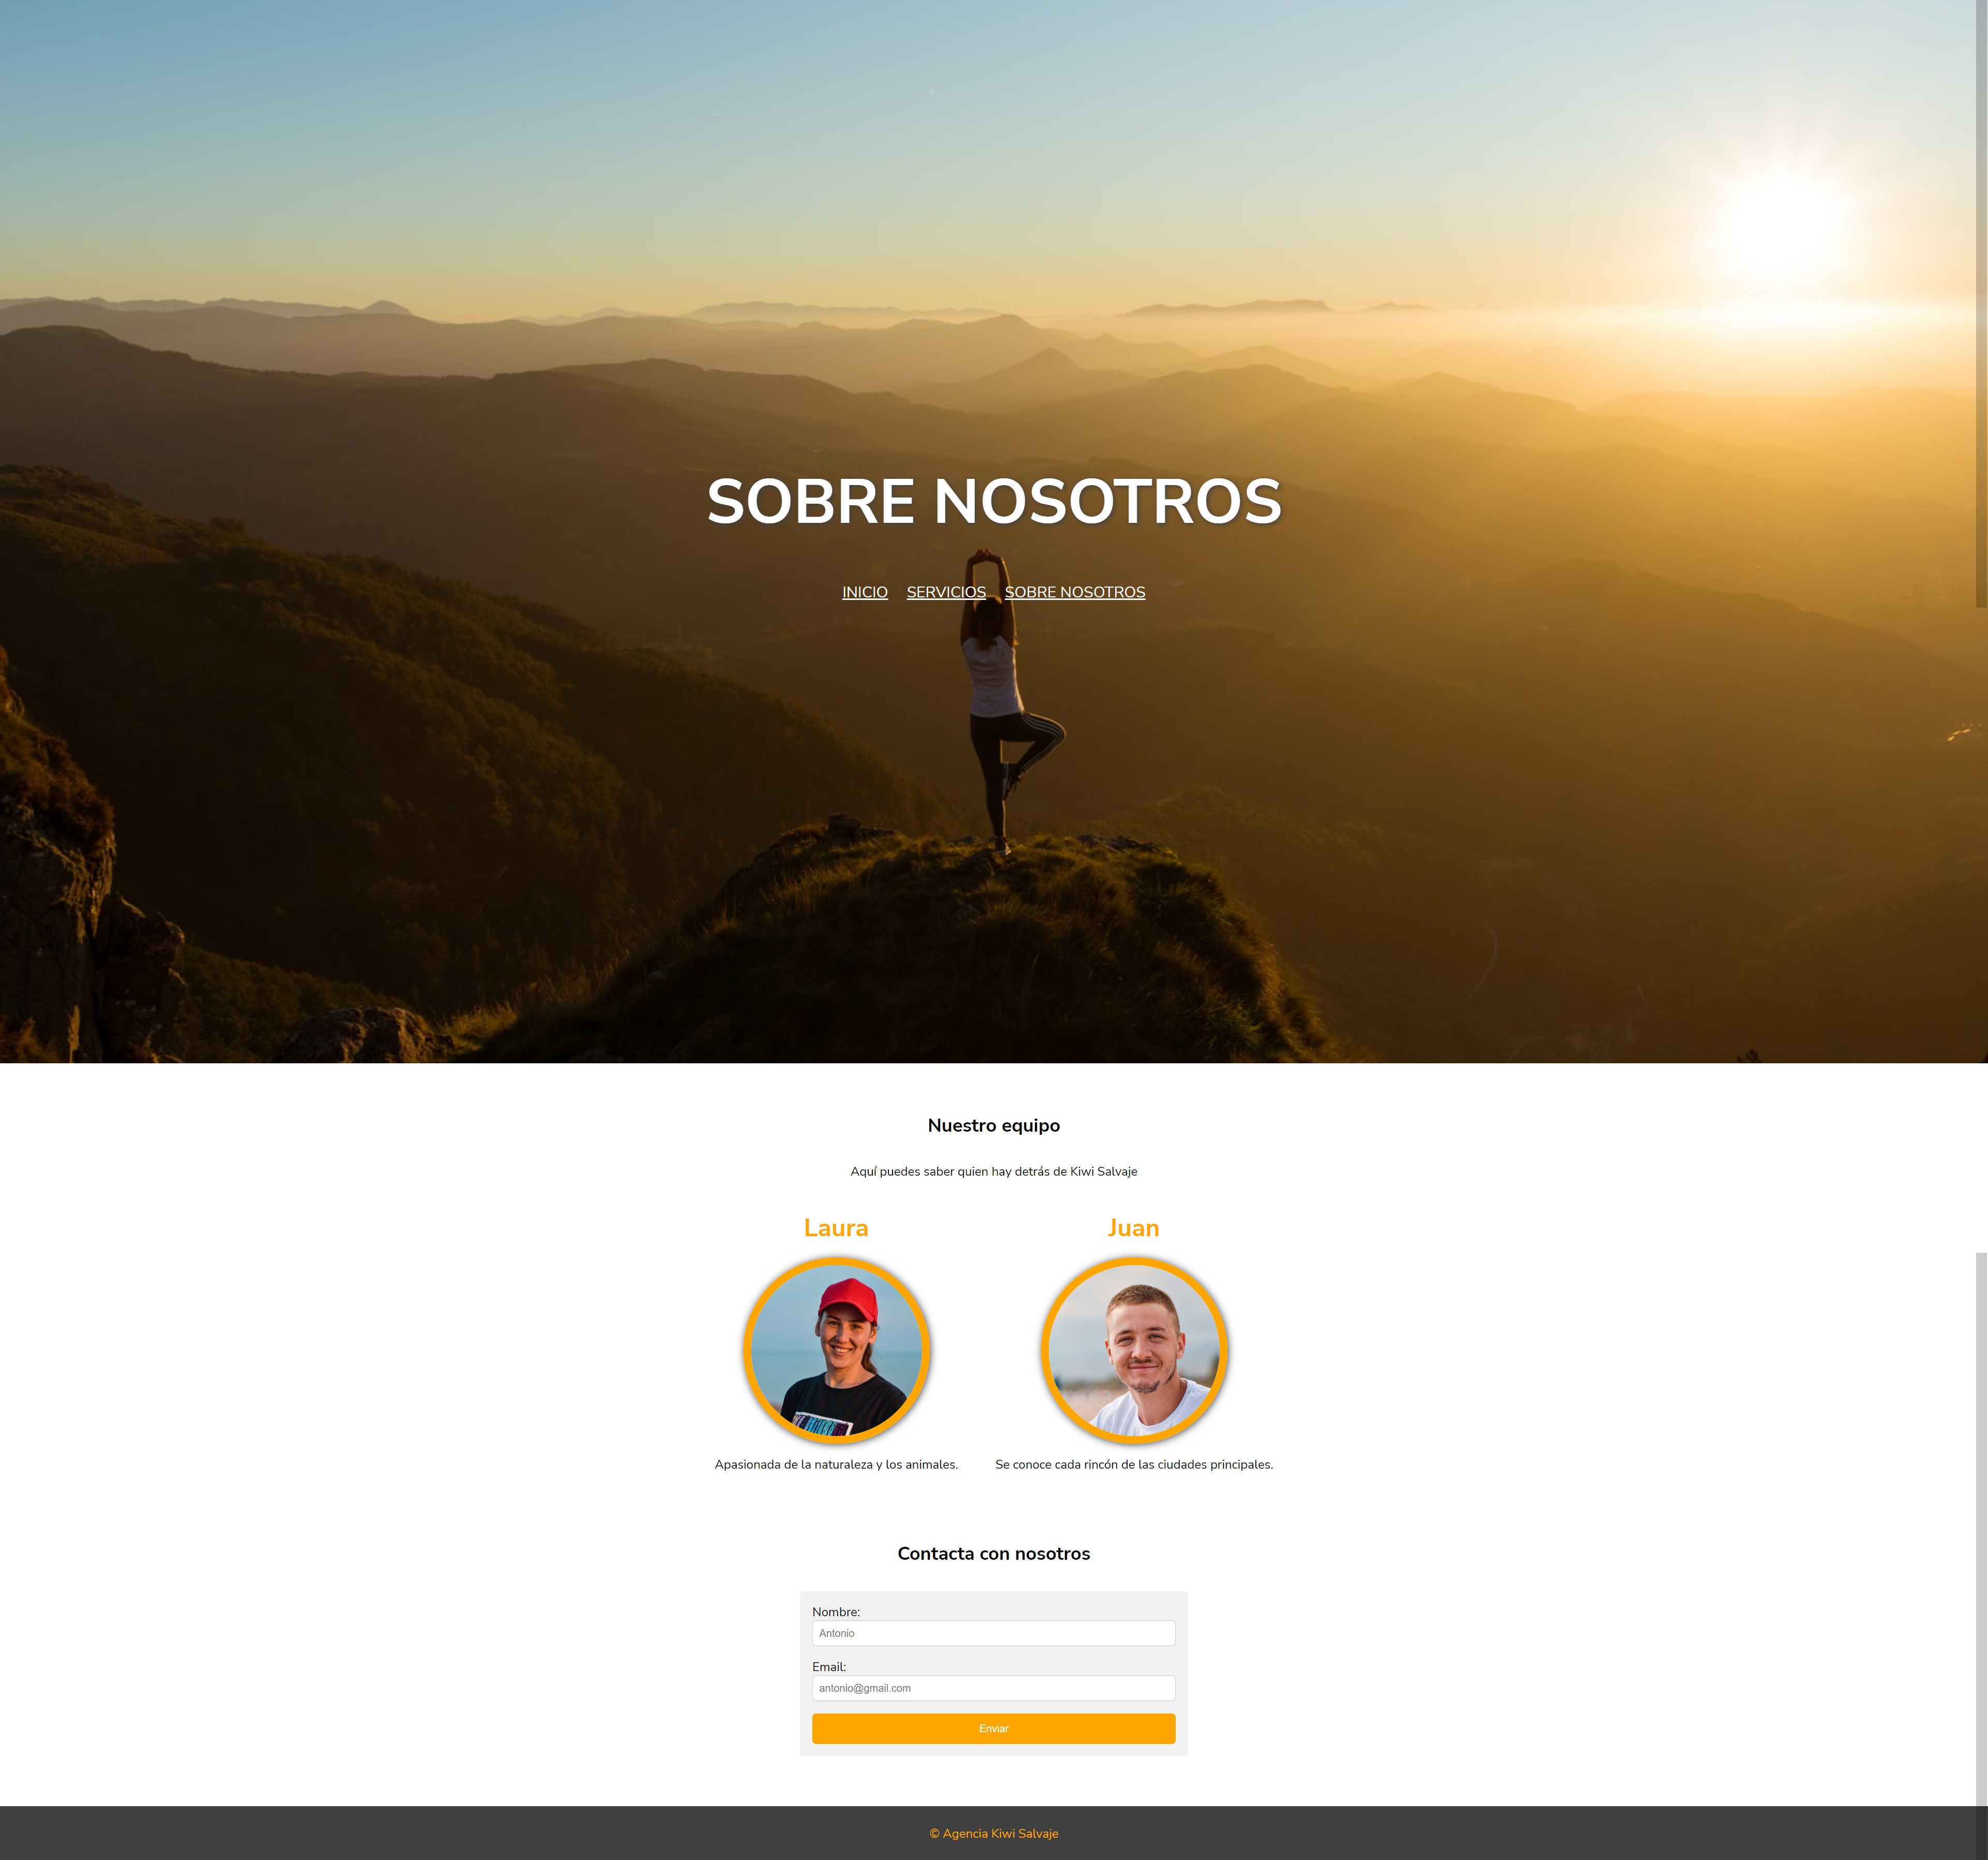 SOBRE NOSOTROS
INICIO SERVICIOS SOBRE NOSOTROS
Nuestro equipo
Aquí puedes saber quien hay detrás de Kiwi Salvaje
Laura Juan
Apasionada de la naturaleza y los animales. Se conoce cada rincón de las ciudades principales.
Contacta con nosotros
Nombre:
Antonio
Email:
antonio@gmail.com
Enviar
© Agencia Kiwi Salvaje